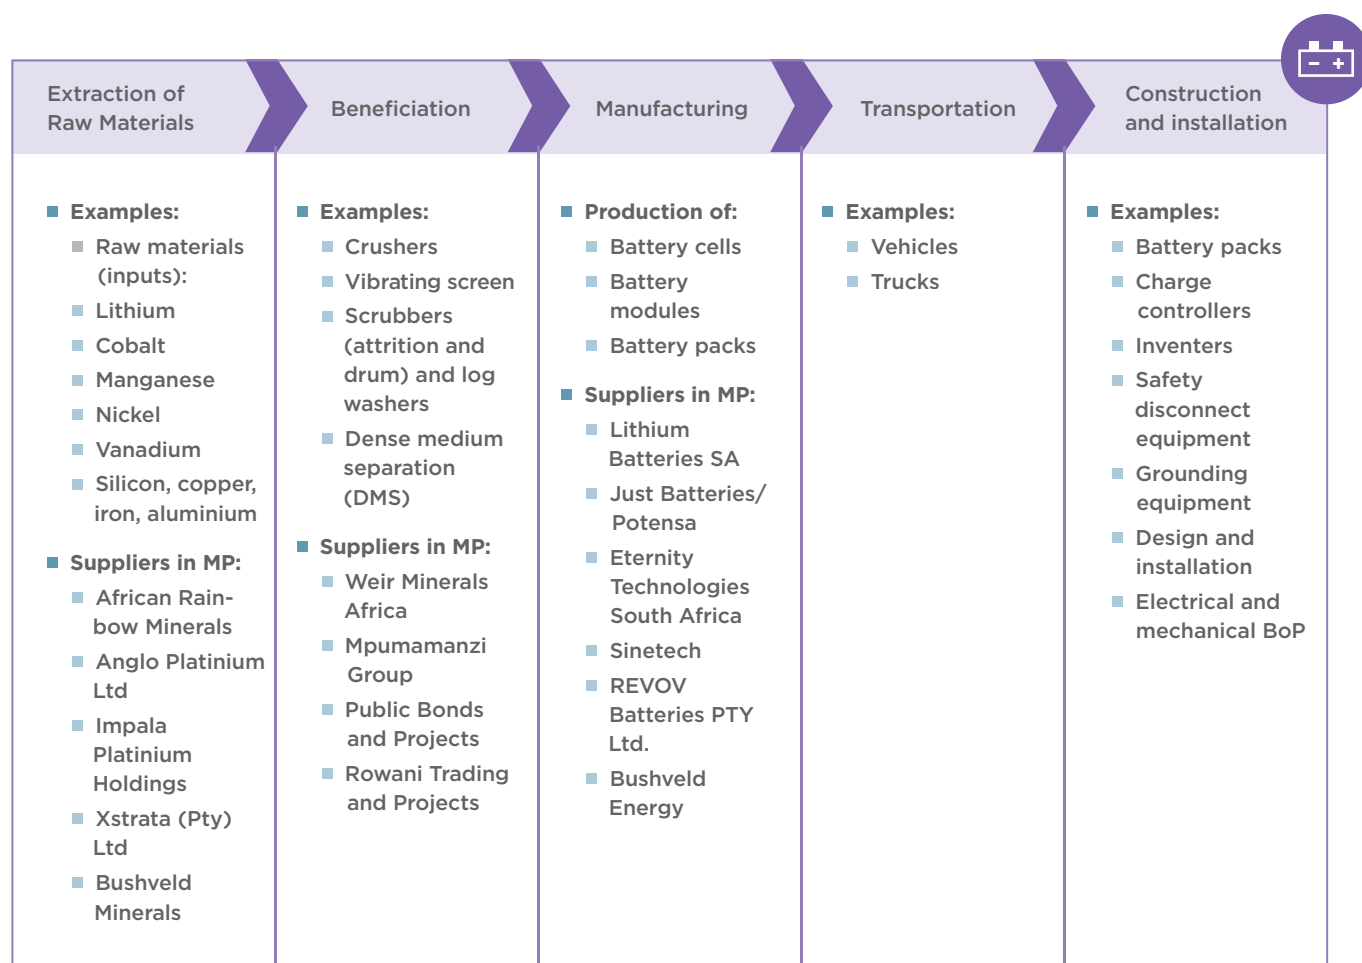 Extraction of
Raw Materials
Beneficiation
Manufacturing
Transportation
Construction
and installation
Examples:
Raw materials
(inputs):
Lithium
Cobalt
Manganese
Nickel
Vanadium
Silicon, copper,
iron, aluminium
Suppliers in MP:
African Rain-
bow Minerals
Anglo Platinium
Ltd
Impala
Platinium
Holdings
Xstrata (Pty)
Ltd
Bushveld
Minerals
Examples:
Crushers
Vibrating screen
Scrubbers
(attrition and
drum) and log
washers
Dense medium
separation
(DMS)
Suppliers in MP:
Weir Minerals
Africa
Mpumamanzi
Group
Public Bonds
and Projects
Rowani Trading
and Projects
Production of:
Battery cells
Battery
modules
Battery packs
Suppliers in MP:
Lithium
Batteries SA
Just Batteries/
Potensa
Eternity
Technologies
South Africa
Sinetech
REVOV
Batteries PTY
Ltd.
Bushveld
Energy
Examples:
Vehicles
Trucks
Examples:
Battery packs
Charge
controllers
Inventers
Safety
disconnect
equipment
Grounding
equipment
Design and
installation
Electrical and
mechanical BoP